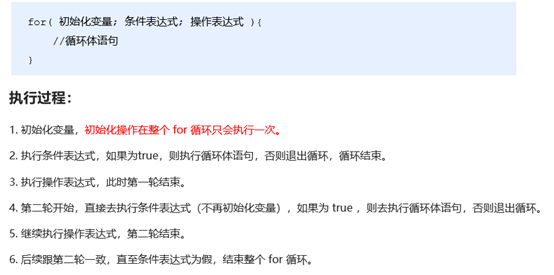 for( 初始化变量; 条件表达式; 操作表达式 ){
//循环体语句
}
执行过程：
1. 初始化变量，初始化操作在整个 for 循环只会执行一次。
2. 执行条件表达式，如果为true，则执行循环体语句，否则退出循环，循环结束。
3. 执行操作表达式，此时第一轮结束。
4. 第二轮开始，直接去执行条件表达式（不再初始化变量），如果为 true ，则去执行循环体语句，否则退出循环。
5. 继续执行操作表达式，第二轮结束。
6. 后续跟第二轮一致，直至条件表达式为假，结束整个 for 循环。